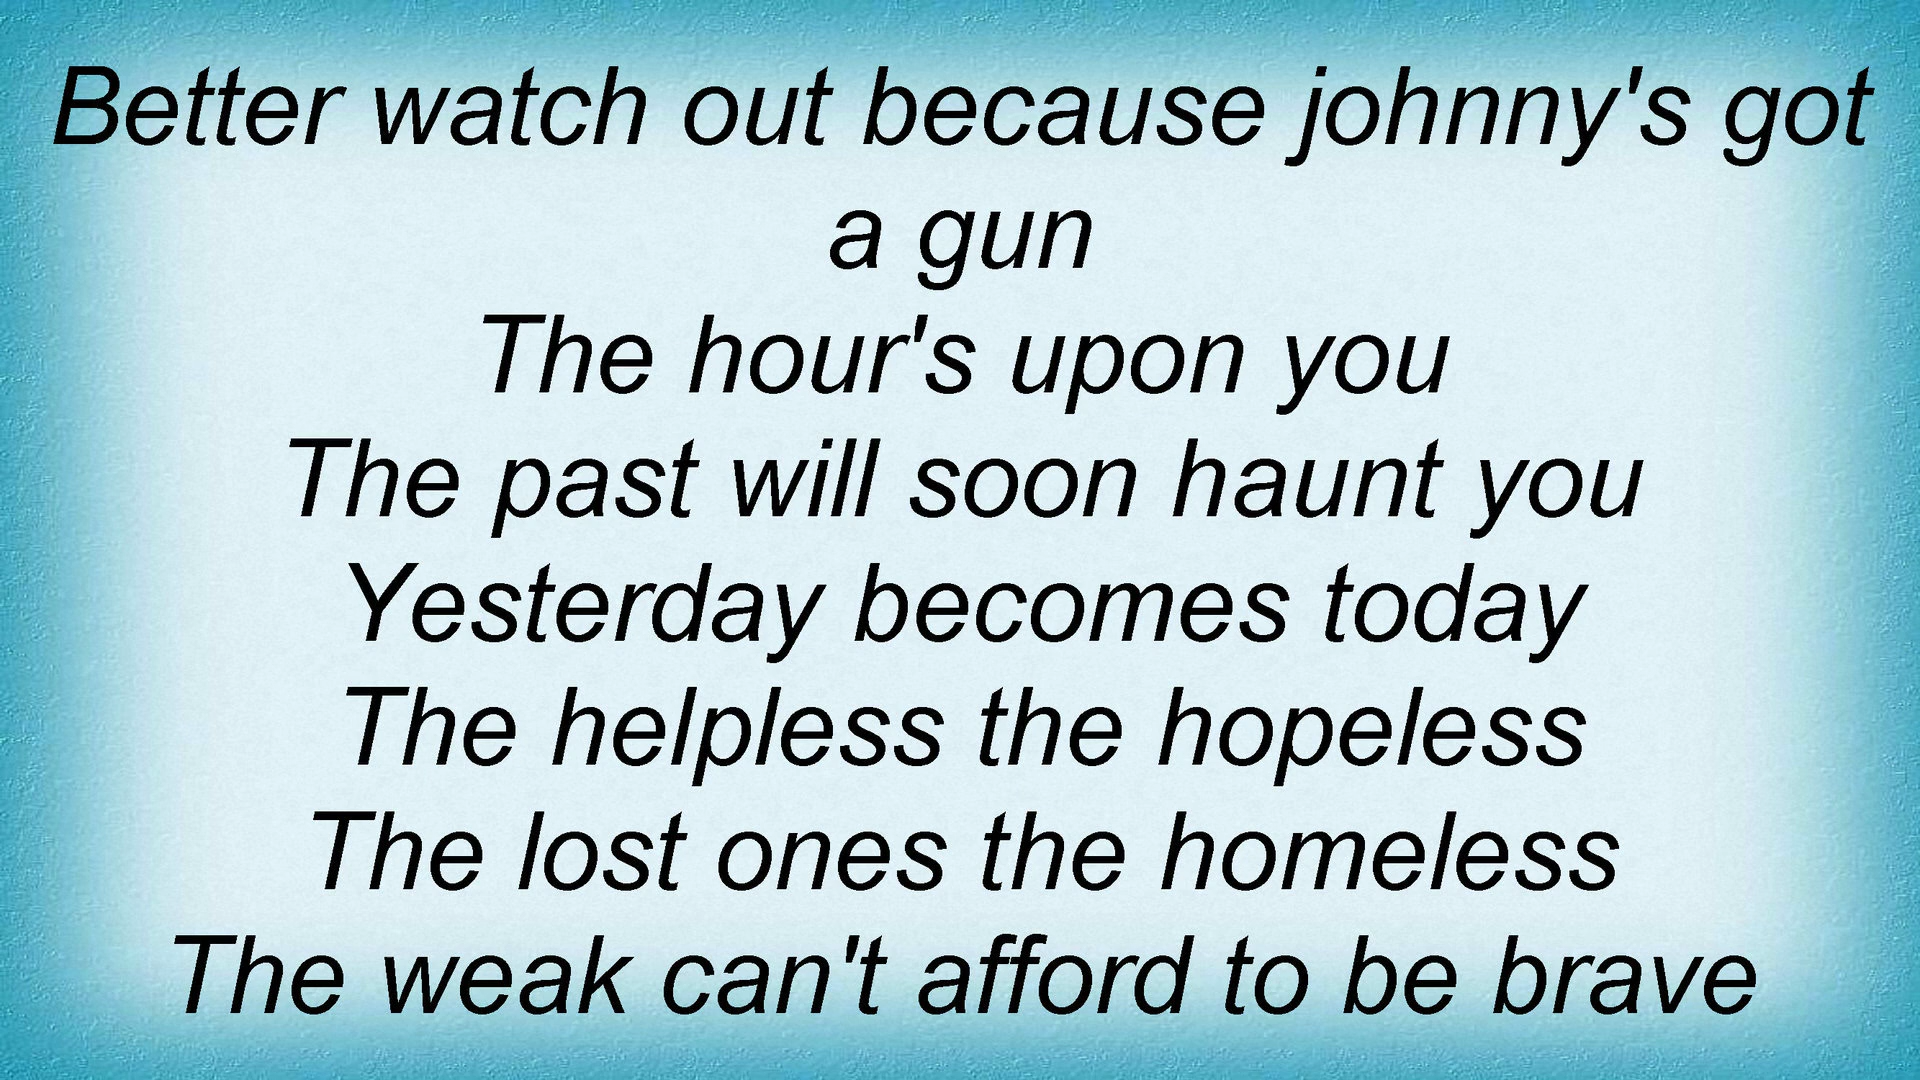 Better watch out because johnny's got
a gun
The hour's upon you
The past will soon haunt you
Yesterday becomes today
The helpless the hopeless
The lost ones the homeless
The weak can't afford to be brave